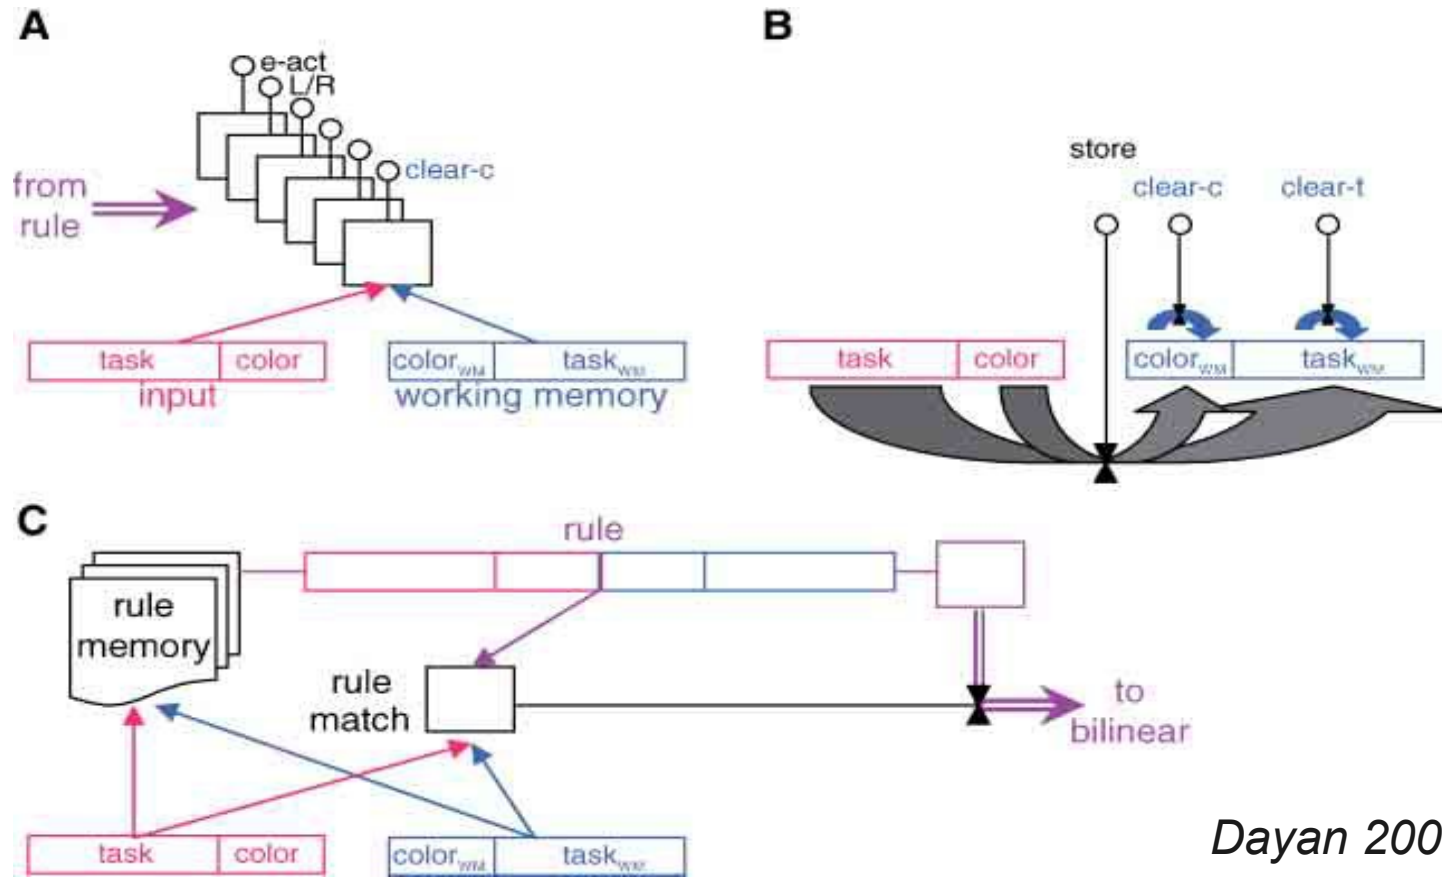 A
e-act
L/R
clear-c
from
rule
task color
input
colorWM taskWM
working memory
B
store
clear-c clear-t
task color
colorWM taskWM
C
rule
rule
memory
rule
match
to
bilinear
task color
colorWM taskWM
Dayan 200